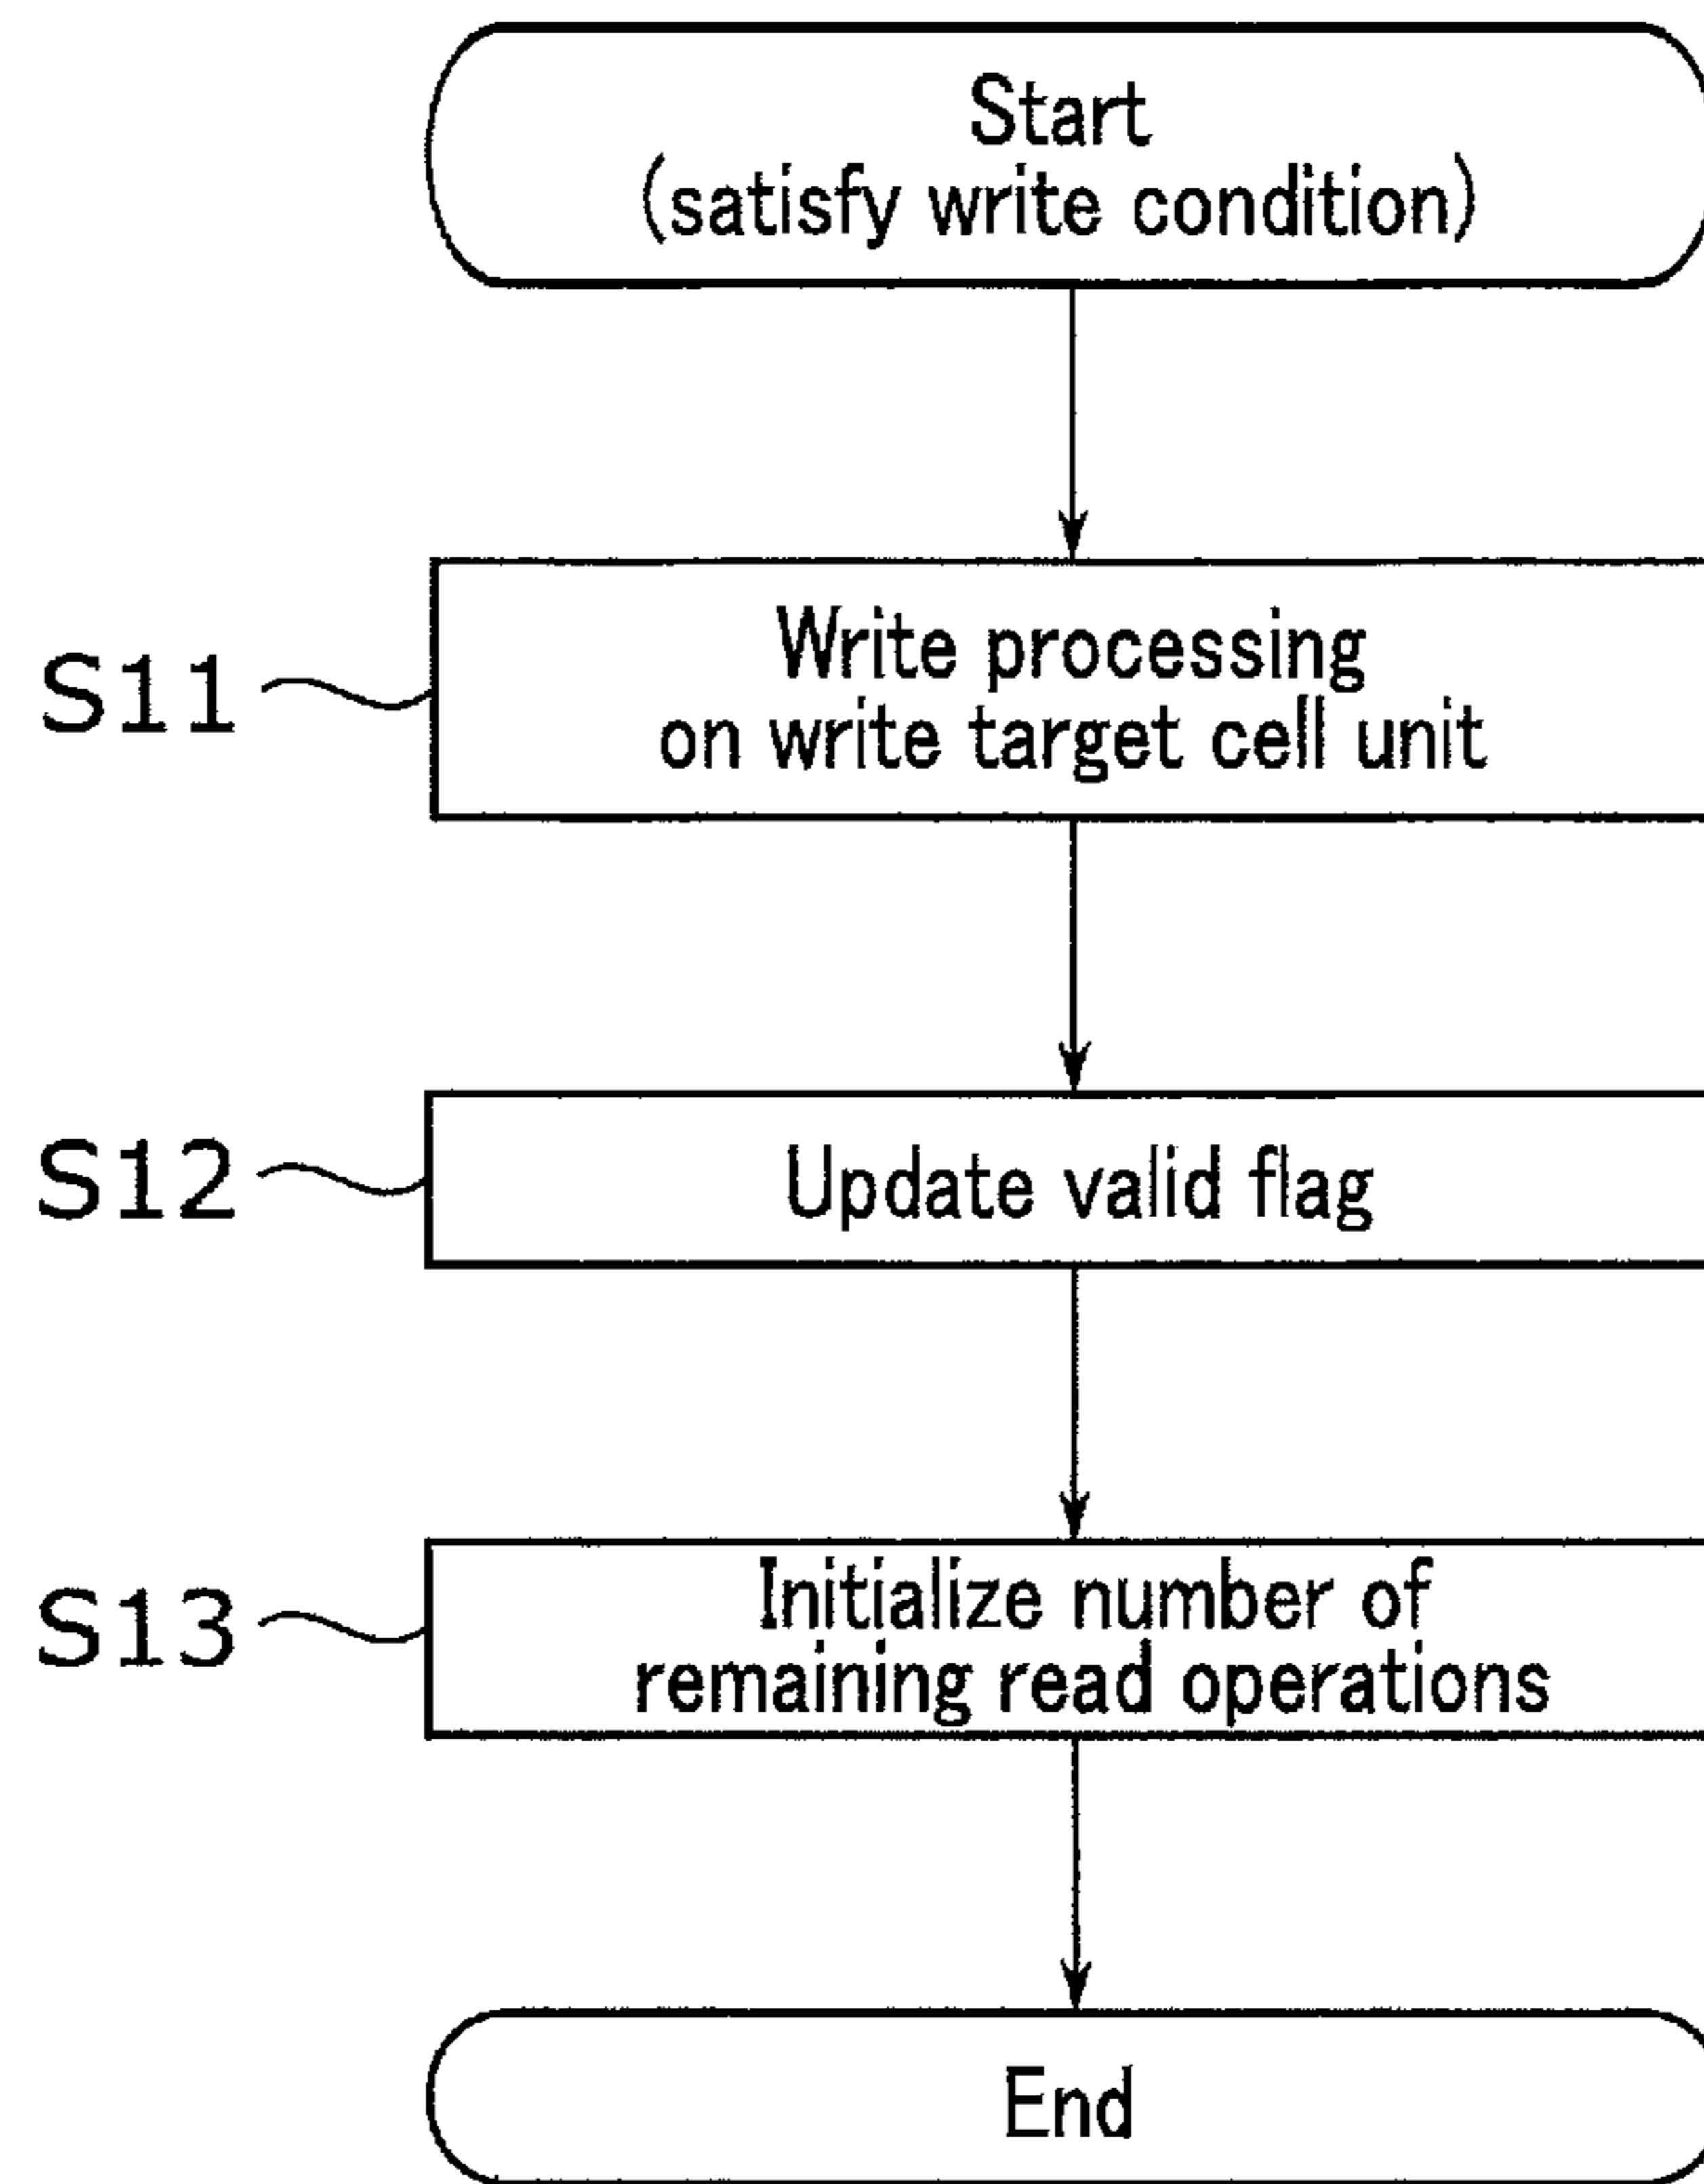 Start
(satisfy write condition)
S11
Write processing
on write target cell unit
S12
Update valid flag
S13
Initialize number of
remaining read operations
End